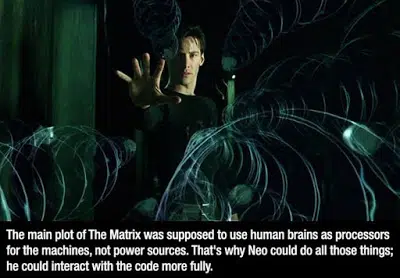 The main plot of The Matrix was supposed to use human brains as processors
for the machines, not power sources. That's why Neo could do all those things;
he could interact with the code more fully.